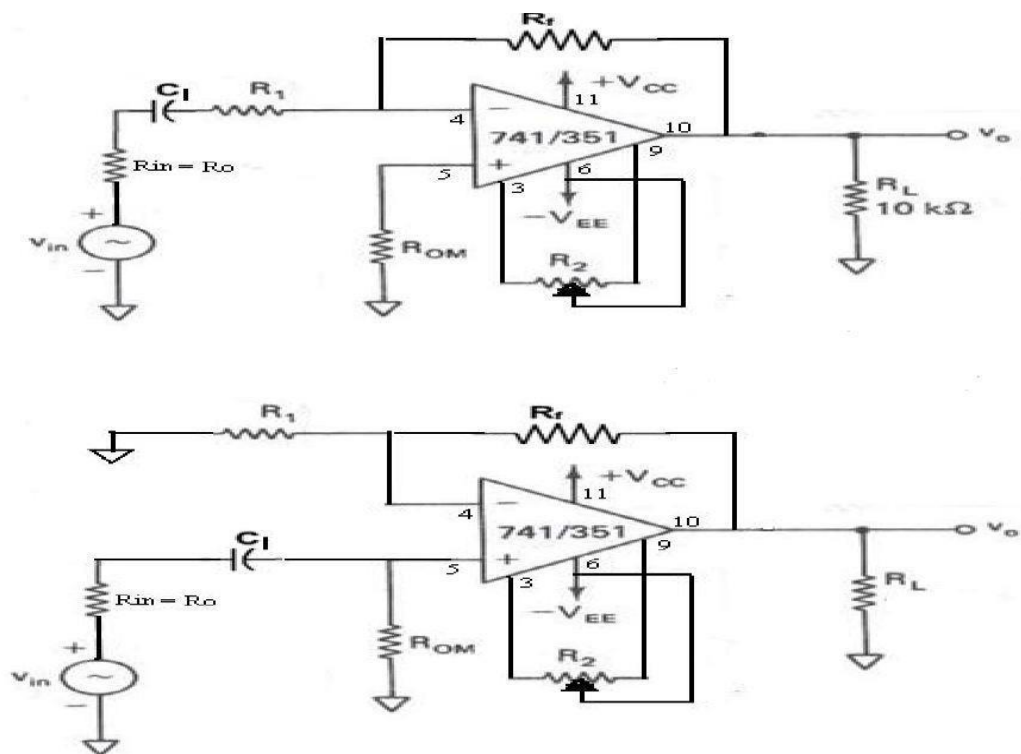 Rf
C1
R1
+VCC
11
4
741/351
10
9
Rin = Ro
5
3
6
vo
RL
10 kΩ
+
vin
-
-VEE
ROM
R2
R1
Rf
+VCC
11
4
741/351
10
9
C1
5
3
6
vo
Rin = Ro
-VEE
RL
ROM
R2
+
vin
-